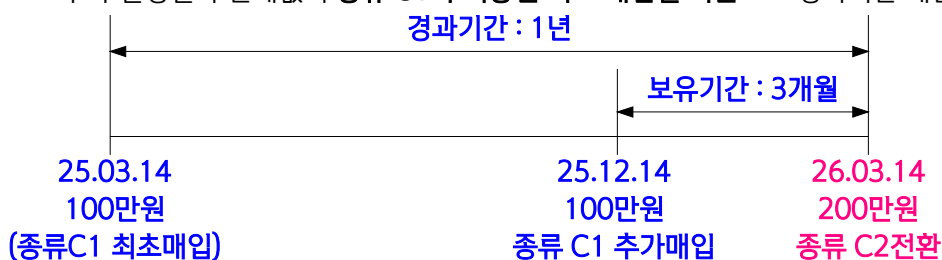 경과기간 : 1년
보유기간 : 3개월
25.03.14
100만원
(종류C1 최초매입)
25.12.14
100만원
종류 C1 추가매입
26.03.14
200만원
종류 C2전환